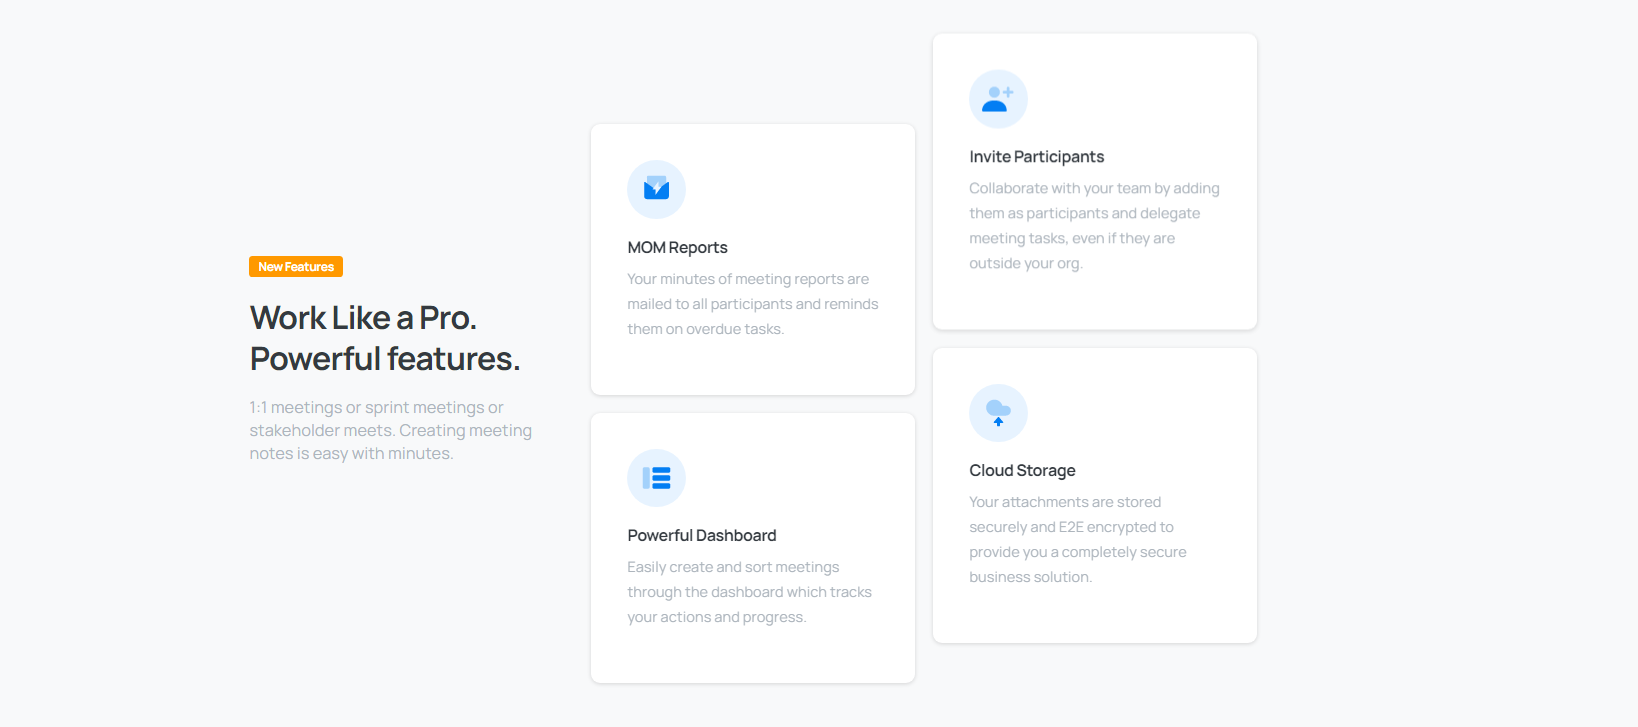 New Features
Work Like a Pro.
Powerful features.
1:1 meetings or sprint meetings or
stakeholder meets. Creating meeting
notes is easy with minutes.
MOM Reports
Your minutes of meeting reports are
mailed to all participants and reminds
them on overdue tasks.
Powerful Dashboard
Easily create and sort meetings
through the dashboard which tracks
your actions and progress.
Invite Participants
Collaborate with your team by adding
them as participants and delegate
meeting tasks, even if they are
outside your org.
Cloud Storage
Your attachments are stored
securely and E2E encrypted to
provide you a completely secure
business solution.